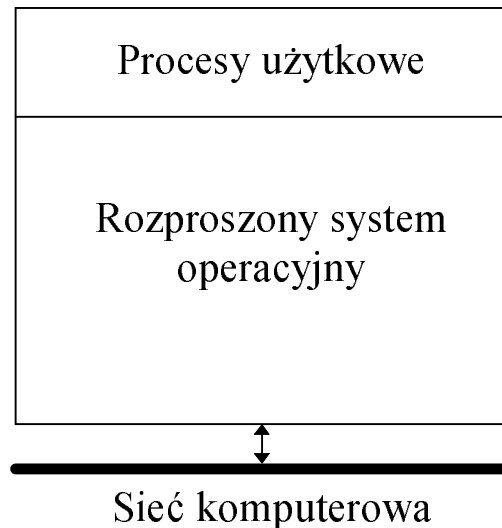 Procesy użytkowe
Rozproszony system
operacyjny
Sieć komputerowa